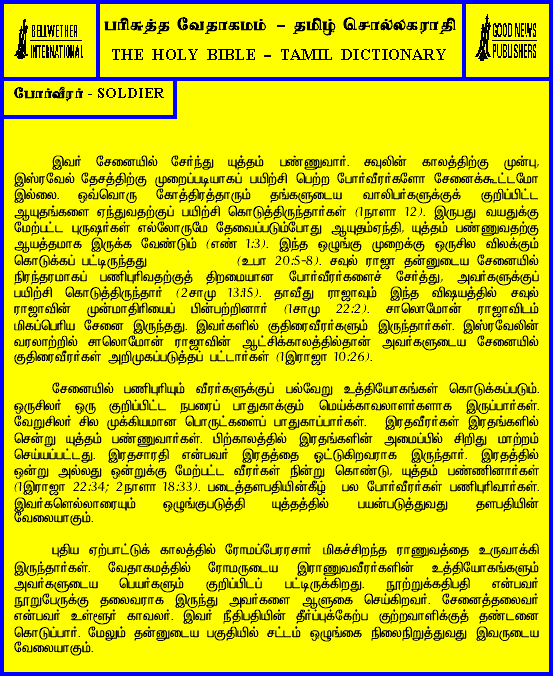 BELLWETHER
INTERNATIONAL
பரிசுத்த வேதாகமம் – தமிழ் சொல்லகராதி
THE HOLY BIBLE – TAMIL DICTIONARY
GOOD NEWS
PUBLISHERS
போர்வீரர் - SOLDIER
இவர் சேனையில் சேர்ந்து யுத்தம் பண்ணுவார். சவுலின் காலத்திற்கு முன்பு,
இஸ்ரவேல் தேசத்திற்கு முறைப்படியாகப் பயிற்சி பெற்ற போர்வீரர்களோ சேனைக்கூட்டமோ
இல்லை. ஒவ்வொரு கோத்திரத்தாரும் தங்களுடைய வாலிபர்களுக்குக் குறிப்பிட்ட
ஆயுதங்களை ஏந்துவதற்குப் பயிற்சி கொடுத்திருந்தார்கள் (1நாளா 12). இருபது வயதுக்கு
மேற்பட்ட புருஷர்கள் எல்லோருமே தேவைப்படும்போது ஆயுதம்ஏந்தி, யுத்தம் பண்ணுவதற்கு
ஆயத்தமாக இருக்க வேண்டும் (எண் 1:3). இந்த ஒழுங்கு முறைக்கு ஒருசில விலக்கும்
கொடுக்கப் பட்டிருந்தது (உபா 20:5-8). சவுல் ராஜா தன்னுடைய சேனையில்
நிரந்தரமாகப் பணிபுரிவதற்குத் திறமையான போர்வீரர்களைச் சேர்த்து, அவர்களுக்குப்
பயிற்சி கொடுத்திருந்தார் (2சாமு 13:15). தாவீது ராஜாவும் இந்த விஷயத்தில் சவுல்
ராஜாவின் முன்மாதிரியைப் பின்பற்றினார் (1சாமு 22:2). சாலொமோன் ராஜாவிடம்
மிகப்பெரிய சேனை இருந்தது. இவர்களில் குதிரைவீரர்களும் இருந்தார்கள். இஸ்ரவேலின்
வரலாற்றில் சாலொமோன் ராஜாவின் ஆட்சிக்காலத்தில்தான் அவர்களுடைய சேனையில்
குதிரைவீரர்கள் அறிமுகப்படுத்தப் பட்டார்கள் (1இராஜா 10:26).
சேனையில் பணிபுரியும் வீரர்களுக்குப் பல்வேறு உத்தியோகங்கள் கொடுக்கப்படும்.
ஒருசிலர் ஒரு குறிப்பிட்ட நபரைப் பாதுகாக்கும் மெய்க்காவலாளர்களாக இருப்பார்கள்.
வேறுசிலர் சில முக்கியமான பொருட்களைப் பாதுகாப்பார்கள். இரதவீரர்கள் இரதங்களில்
சென்று யுத்தம் பண்ணுவார்கள். பிற்காலத்தில் இரதங்களின் அமைப்பில் சிறிது மாற்றம்
செய்யப்பட்டது. இரதசாரதி என்பவர் இரதத்தை ஓட்டுகிறவராக இருந்தார். இரதத்தில்
ஒன்று அல்லது ஒன்றுக்கு மேற்பட்ட வீரர்கள் நின்று கொண்டு, யுத்தம் பண்ணினார்கள்
(1இராஜா 22:34; 2நாளா 18:33). படைத்தளபதியின்கீழ் பல போர்வீரர்கள் பணிபுரிவார்கள்.
இவர்களெல்லாரையும் ஒழுங்குபடுத்தி யுத்தத்தில் பயன்படுத்துவது தளபதியின்
வேலையாகும்.
புதிய ஏற்பாட்டுக் காலத்தில் ரோமப்பேரரசார் மிகச்சிறந்த ராணுவத்தை உருவாக்கி
இருந்தார்கள். வேதாகமத்தில் ரோமருடைய இராணுவவீரர்களின் உத்தியோகங்களும்
அவர்களுடைய பெயர்களும் குறிப்பிடப் பட்டிருக்கிறது. நூற்றுக்கதிபதி என்பவர்
நூறுபேருக்கு தலைவராக இருந்து அவர்களை ஆளுகை செய்கிறவர். சேனைத்தலைவர்
என்பவர் உள்ளூர் காவலர். இவர் நீதிபதியின் தீர்ப்புக்கேற்ப குற்றவாளிக்குத் தண்டனை
கொடுப்பார். மேலும் தன்னுடைய பகுதியில் சட்டம் ஒழுங்கை நிலைநிறுத்துவது இவருடைய
வேலையாகும்.